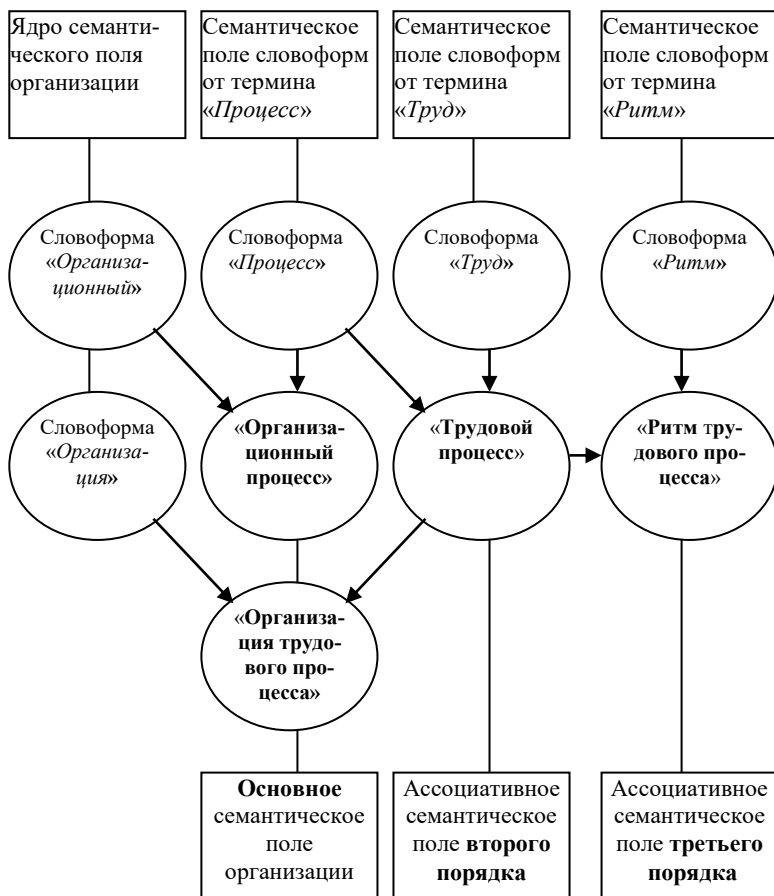 Ядро семанти-
ческого поля
организации
Семантическое
поле словоформ
от термина
«Процесс»
Семантическое
поле словоформ
от термина
«Труд»
Семантическое
поле словоформ
от термина
«Ритм»
Словоформа
«Организа-
ционный»
Словоформа
«Процесс»
Словоформа
«Труд»
Словоформа
«Ритм»
Словоформа
«Организа-
ция»
«Организа-
ционный
процесс»
«Трудовой
процесс»
«Ритм тру-
дового про-
цесса»
«Организа-
ция трудо-
вого про-
цесса»
Основное
семантическое
поле
организации
Ассоциативное
семантическое
поле второго
порядка
Ассоциативное
семантическое
поле третьего
порядка